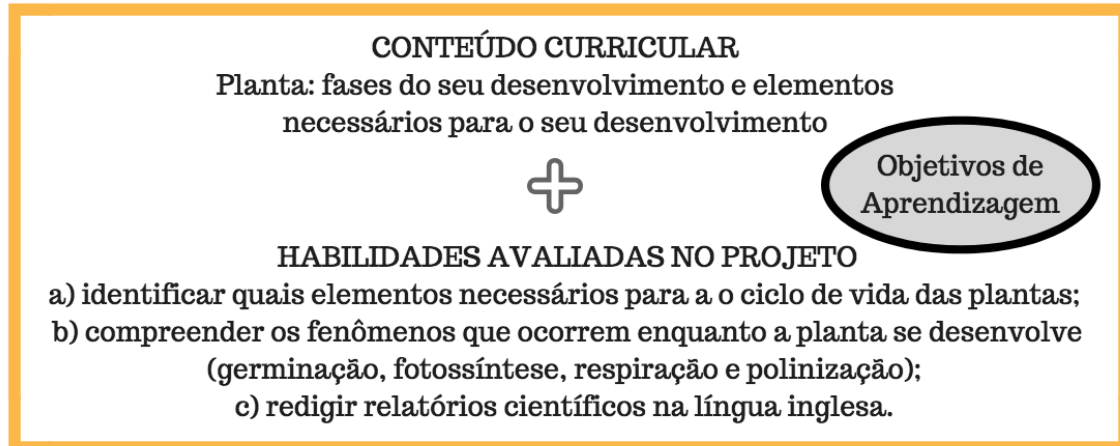 CONTEÚDO CURRICULAR
Planta: fases do seu desenvolvimento e elementos
necessários para o seu desenvolvimento
Objetivos de
Aprendizagem
HABILIDADES AVALIADAS NO PROJETO
a) identificar quais elementos necessários para a o ciclo de vida das plantas;
b) compreender os fenômenos que ocorrem enquanto a planta se desenvolve
(germinação, fotossíntese, respiração e polinização);
c) redigir relatórios científicos na língua inglesa.